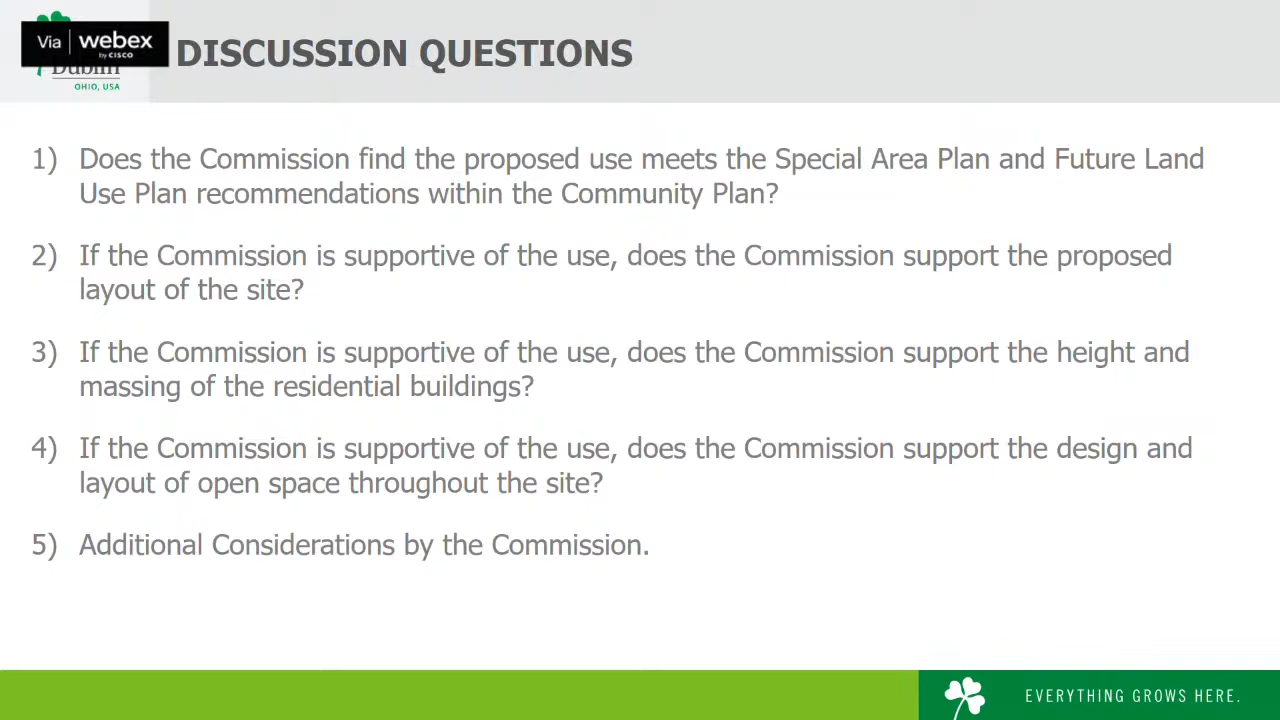 Via webex
by CISCO
Dublin
OHIO, USA
DISCUSSION QUESTIONS
1) Does the Commission find the proposed use meets the Special Area Plan and Future Land
Use Plan recommendations within the Community Plan?
2) If the Commission is supportive of the use, does the Commission support the proposed
layout of the site?
3) If the Commission is supportive of the use, does the Commission support the height and
massing of the residential buildings?
4) If the Commission is supportive of the use, does the Commission support the design and
layout of open space throughout the site?
5) Additional Considerations by the Commission.
EVERYTHING GROWS HERE.